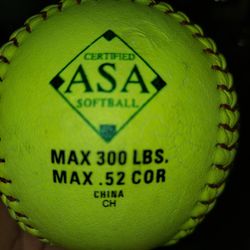 CERTIFIED
ASA
SOFTBALL
MAX 300 LBS.
MAX .52 COR
CHINA
CH